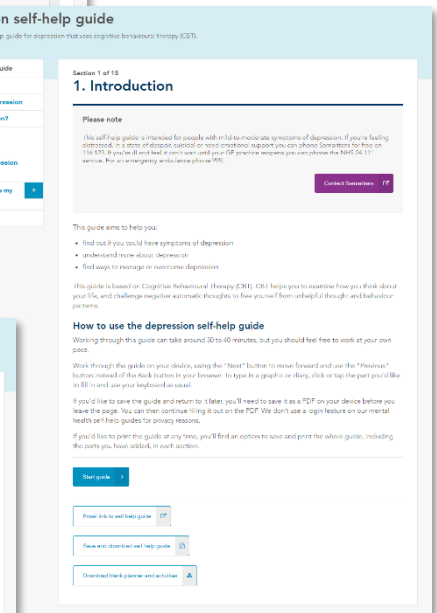 n self-help guide
p guide for depression that uses cognitive behavioural therapy (CBT).
uide
ression
on?
ession
s my +
Section 1 of 15
1. Introduction
Please note
This self-help guide is intended for people with mild-to-moderate symptoms of depression. If you're feeling
distressed, in a state of despair, suicidal or need emotional support you can phone Samaritans for free on
116 123. If you're ill and feel it can't wait until your GP practice reopens you can phone the NHS 24 111
service. For an emergency ambulance phone 999.
Contact Samaritans
This guide aims to help you:
• find out if you could have symptoms of depression
• understand more about depression
• find ways to manage or overcome depression
This guide is based on Cognitive Behavioural Therapy (CBT). CBT helps you to examine how you think about
your life, and challenge negative automatic thoughts to free yourself from unhelpful thought and behaviour
patterns.
How to use the depression self-help guide
Working through this guide can take around 30 to 40 minutes, but you should feel free to work at your own
pace.
Work through the guide on your device, using the "Next" button to move forward and use the "Previous"
button instead of the Back button in your browser. To type in a graphic or diary, click or tap the part you'd like
to fill in and use your keyboard as usual.
If you'd like to save the guide and return to it later, you'll need to save it as a PDF on your device before you
leave the page. You can then continue filling it out on the PDF. We don't use a login feature on our mental
health self-help guides for privacy reasons.
If you'd like to print the guide at any time, you'll find an option to save and print the whole guide, including
the parts you have added, in each section.
Start guide
Email link to self help guide
Save and download self help guide
Download blank planner and activities